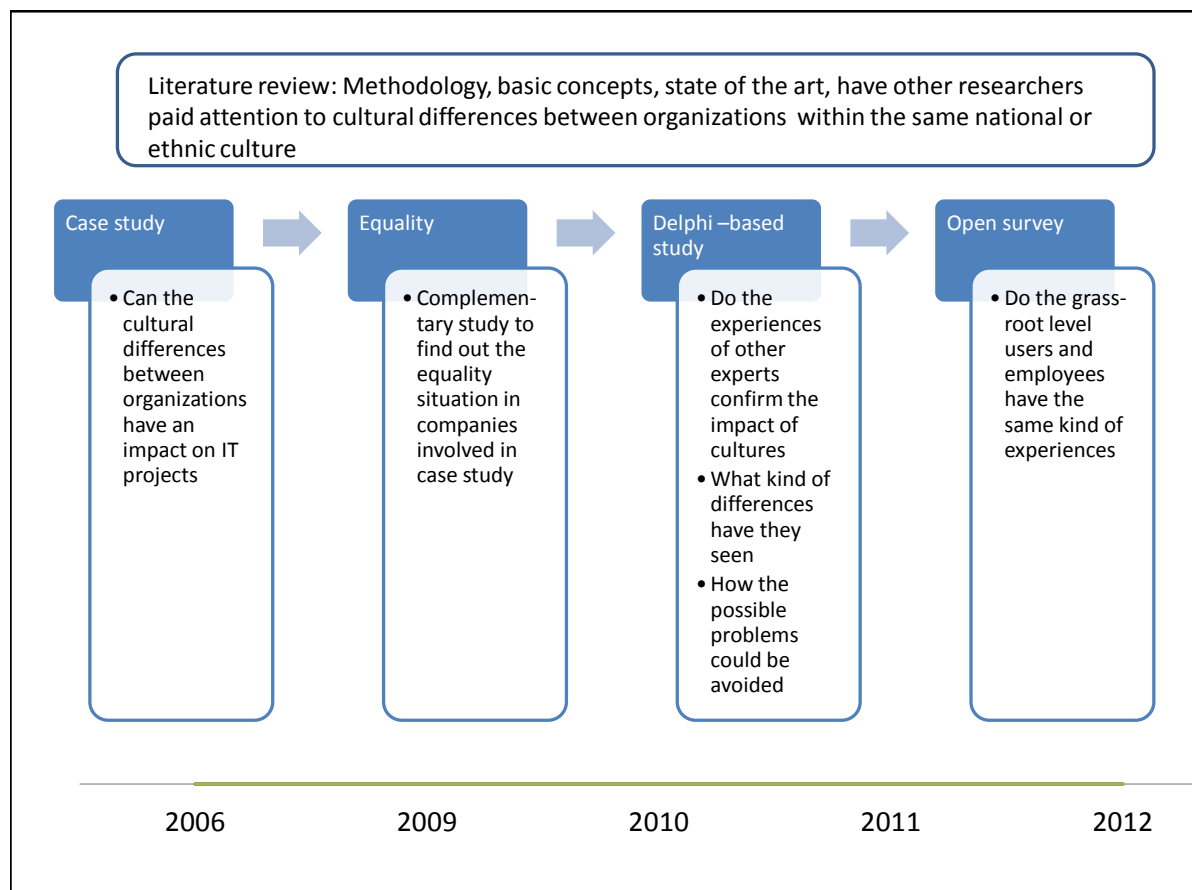 Literature review: Methodology, basic concepts, state of the art, have other researchers
paid attention to cultural differences between organizations within the same national or
ethnic culture
Case study
• Can the
cultural
differences
between
organizations
have an
impact on IT
projects
Equality
• Complemen-
tary study to
find out the
equality
situation in
companies
involved in
case study
Delphi –based
study
• Do the
experiences
of other
experts
confirm the
impact of
cultures
• What kind of
differences
have they
seen
• How the
possible
problems
could be
avoided
Open survey
• Do the grass-
root level
users and
employees
have the
same kind of
experiences
2006
2009
2010
2011
2012